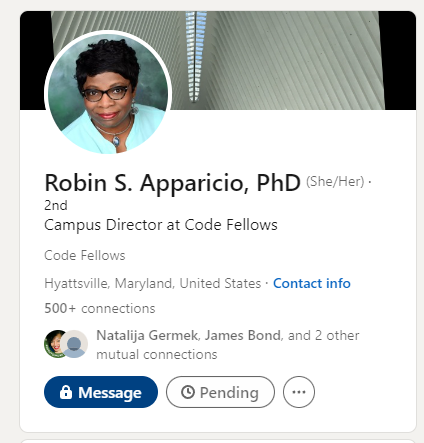 Robin S. Apparicio, PhD (She/Her) ·
2nd
Campus Director at Code Fellows
Code Fellows
Hyattsville, Maryland, United States · Contact info
500+ connections
Natalija Germek, James Bond, and 2 other
mutual connections
Message Pending ...